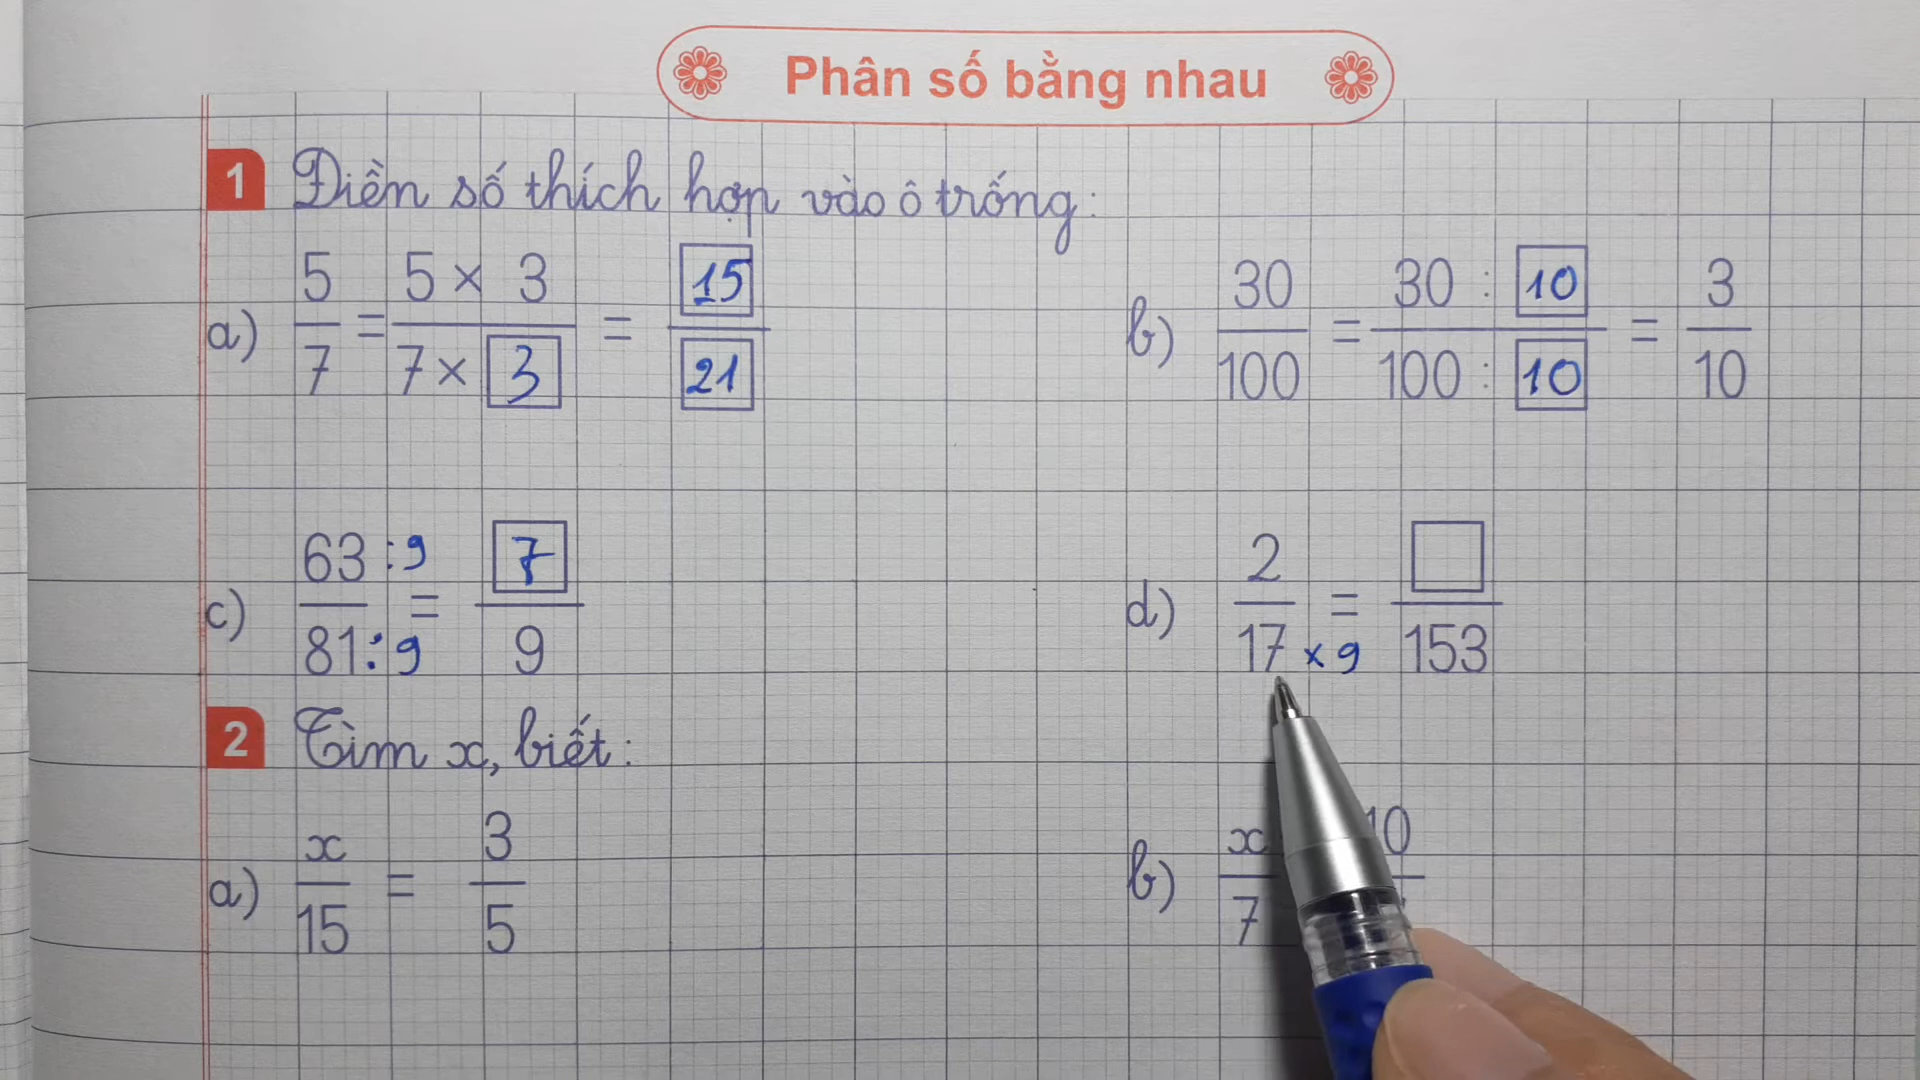 Phân số bằng nhau
1 Điền số thích hợp vào ô trống:
a) 5/7 = 5 × 3 / 7 × 3 = 15/21
b) 30/100 = 30 : 10 / 100 : 10 = 3/10
c) 63 : 9 / 81 : 9 = 7/9
d) 2 / 17 × 9 = □/153
2 Tìm x, biết:
a) x/15 = 3/5
b) x/7 10